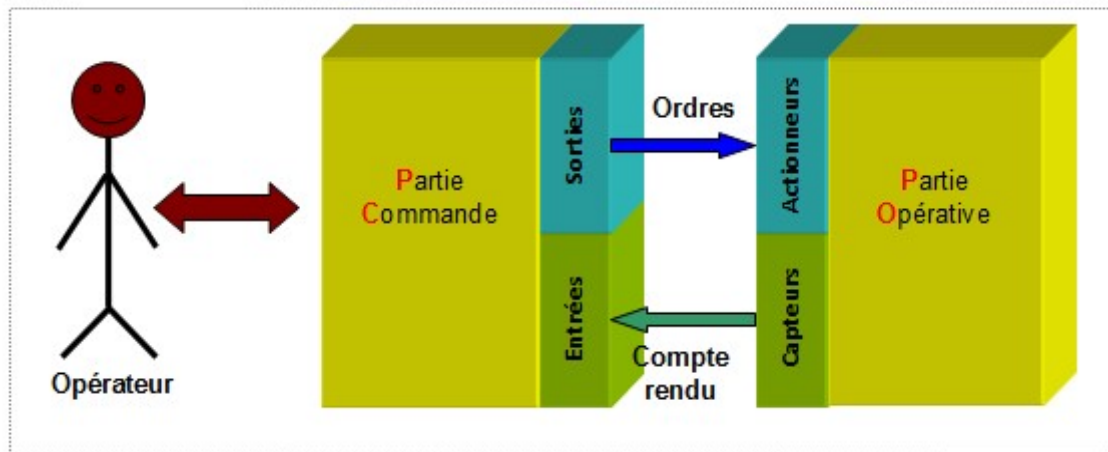 Opérateur
Partie
Commande
Sorties
Entrées
Ordres
Compte
rendu
Actionneurs
Capteurs
Partie
Opérative